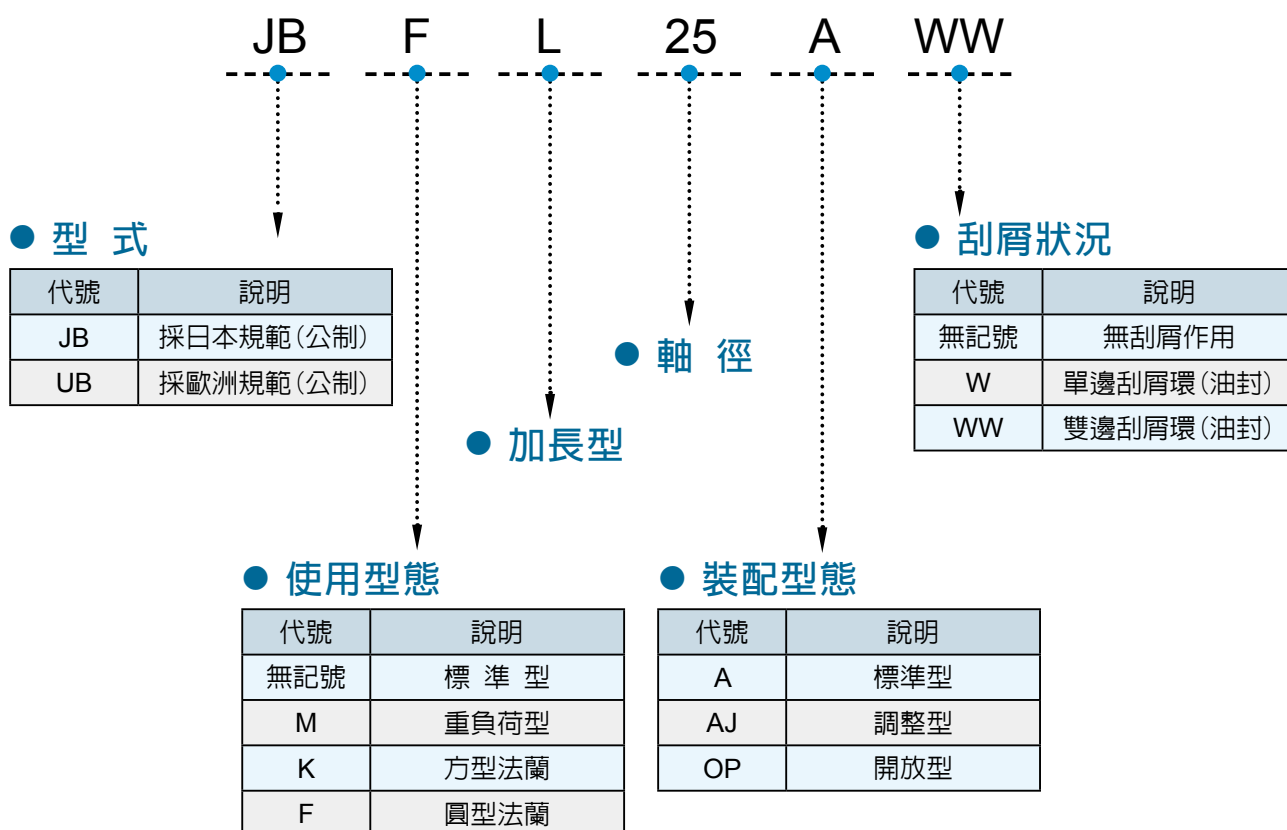 JB F L 25 A WW
● 型 式
代號 說明
JB 採日本規範(公制)
UB 採歐洲規範(公制)
● 刮屑狀況
代號 說明
無記號 無刮屑作用
W 單邊刮屑環(油封)
WW 雙邊刮屑環(油封)
● 軸 徑
● 加長型
● 使用型態
代號 說明
無記號 標 準 型
M 重負荷型
K 方型法蘭
F 圓型法蘭
● 裝配型態
代號 說明
A 標準型
AJ 調整型
OP 開放型